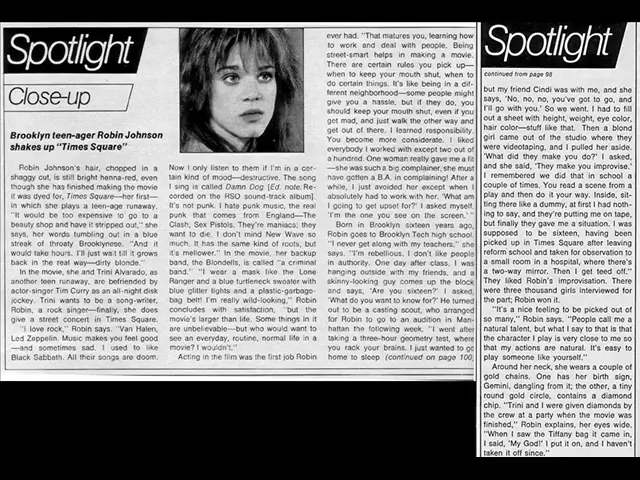 Spotlight
Close-up
Brooklyn teen-ager Robin Johnson
shakes up "Times Square"
Robin Johnson's hair, chopped in a
shaggy cut, is still bright henna-red, even
though she has finished making the movie
it was dyed for, Times Square—her first—
in which she plays a teen-age runaway.
"It would be too expensive to go to a
beauty shop and have it stripped out," she
says, her words tumbling out in a blue
streak of throaty Brooklynese. "And it
would take hours. I'll just wait till it grows
back in the real way—dirty blonde."
In the movie, she and Trini Alvarado, as
another teen runaway, are befriended by
actor-singer Tim Curry as an all-night disk
jockey. Trini wants to be a song-writer,
Robin, a rock singer—finally, she does
give a street concert in Times Square.
"I love rock," Robin says. "Van Halen,
Led Zeppelin. Music makes you feel good
—and sometimes sad. I used to like
Black Sabbath. All their songs are doom.
Now I only listen to them if I'm in a cer-
tain kind of mood—destructive. The song
I sing is called Damn Dog [Ed. note: Re-
corded on the RSO sound-track album].
It's not punk. I hate punk music, the real
punk that comes from England—The
Clash, Sex Pistols. They're maniacs; they
want to die. I don't mind New Wave so
much. It has the same kind of roots, but
it's mellower." In the movie, her backup
band, the Blondells, is called "a criminal
band." "I wear a mask like the Lone
Ranger and a blue turtleneck sweater with
blue glitter lights and a plastic-garbage-
bag belt! I'm really wild-looking," Robin
concludes with satisfaction, "but the
movie's larger than life. Some things in it
are unbelievable—but who would want to
see an everyday, routine, normal life in a
movie? I wouldn't."
Acting in the film was the first job Robin
ever had. "That matures you, learning how
to work and deal with people. Being
street-smart helps in making a movie.
There are certain rules you pick up—
when to keep your mouth shut, when to
do certain things. It's like being in a dif-
ferent neighborhood—some people might
give you a hassle, but if they do, you
should keep your mouth shut, even if you
get mad, and just walk the other way and
get out of there. I learned responsibility.
You become more considerate. I liked
everybody I worked with except two out of
a hundred. One woman really gave me a fit
—she was such a big complainer, she must
have gotten a B.A. in complaining! After a
while, I just avoided her except when I
absolutely had to work with her. 'What am
I going to get upset for?' I asked myself.
'I'm the one you see on the screen.' "
Born in Brooklyn sixteen years ago,
Robin goes to Brooklyn Tech high school.
"I never get along with my teachers," she
says. "I'm rebellious. I don't like people
in authority. One day after class, I was
hanging outside with my friends, and a
skinny-looking guy comes up the block
and says, 'Are you sixteen?' I asked,
'What do you want to know for?' He turned
out to be a casting scout, who arranged
for Robin to go to an audition in Man-
hattan the following week. "I went after
taking a three-hour geometry test, where
you rack your brains. I just wanted to go
home to sleep (continued on page 100)
Spotlight
continued from page 98
but my friend Cindi was with me, and she
says, 'No, no, no, you've got to go, and
I'll go with you.' So we went. I had to fill
out a sheet with height, weight, eye color,
hair color—stuff like that. Then a blond
girl came out of the studio where they
were videotaping, and I pulled her aside.
'What did they make you do?' I asked,
and she said, 'They make you improvise.'
I remembered we did that in school a
couple of times. You read a scene from a
play and then do it your way. Inside, sit-
ting there like a dummy, at first I had noth-
ing to say, and they're putting me on tape,
but finally they gave me a situation. I was
supposed to be sixteen, having been
picked up in Times Square after leaving
reform school and taken for observation to
a small room in a hospital, where there's
a two-way mirror. Then I get teed off."
They liked Robin's improvisation. There
were three thousand girls interviewed for
the part; Robin won it.
"It's a nice feeling to be picked out of
so many," Robin says. "People call me a
natural talent, but what I say to that is that
the character I play is very close to me so
that my actions are natural. It's easy to
play someone like yourself."
Around her neck, she wears a couple of
gold chains. One has her birth sign,
Gemini, dangling from it; the other, a tiny
round gold circle, contains a diamond
chip. "Trini and I were given diamonds by
the crew at a party when the movie was
finished," Robin explains, her eyes wide.
"When I saw the Tiffany bag it came in,
I said, 'My God!' I put it on, and I haven't
taken it off since."